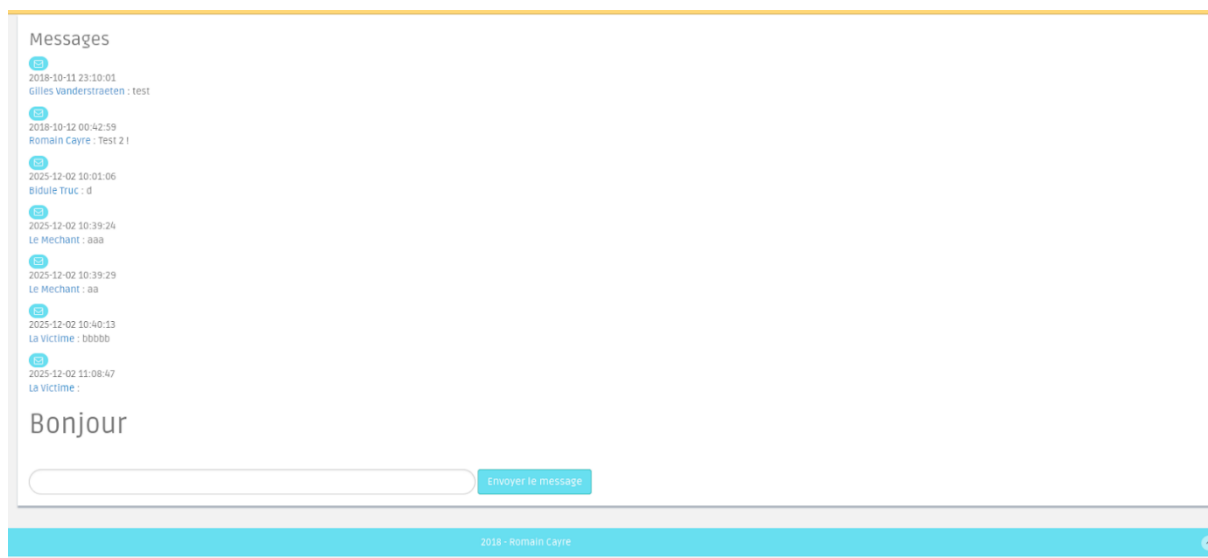 Messages
2018-10-11 23:10:01
Gilles Vanderstraeten : test
2018-10-12 00:42:59
Romain Cayre : Test 2 !
2025-12-02 10:01:06
Bidule Truc : d
2025-12-02 10:39:24
Le Mechant : aaa
2025-12-02 10:39:29
Le Mechant : aa
2025-12-02 10:40:13
La Victime : bbbbb
2025-12-02 11:08:47
La Victime :
Bonjour
Envoyer le message
2018 - Romain Cayre